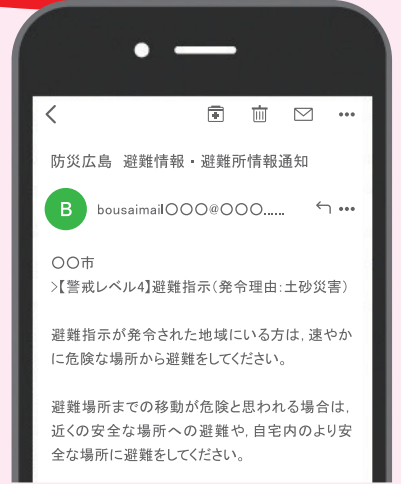 防災広島 避難情報・避難所情報通知
B bousaimail〇〇〇@〇〇〇......
〇〇市
>【警戒レベル4】避難指示(発令理由:土砂災害)
避難指示が発令された地域にいる方は,速やか
に危険な場所から避難をしてください。
避難場所までの移動が危険と思われる場合は,
近くの安全な場所への避難や,自宅内のより安
全な場所に避難をしてください。